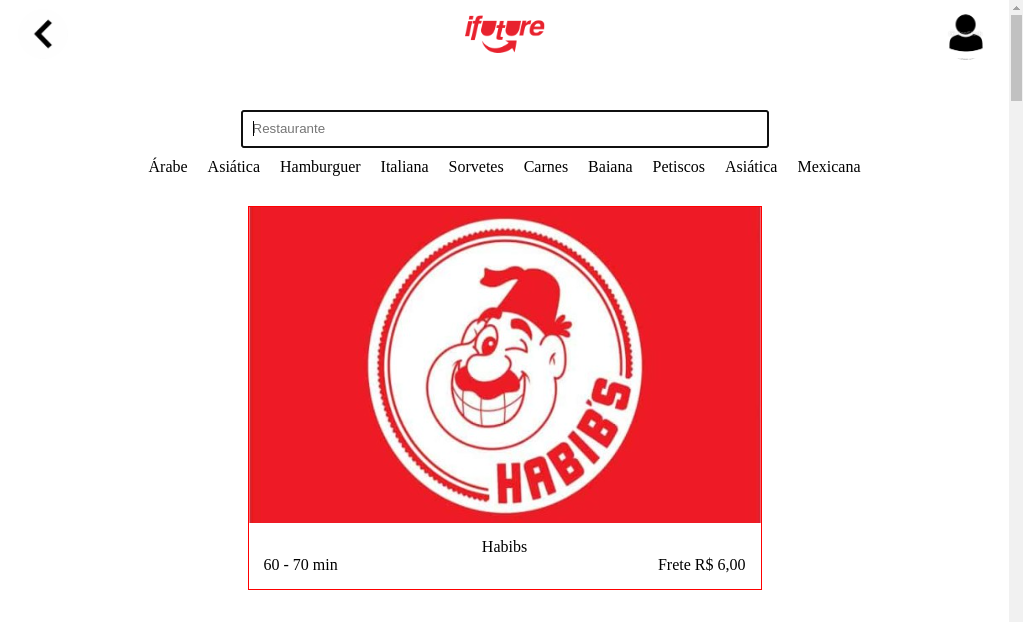 ifuture
Restaurante
Árabe Asiática Hamburguer Italiana Sorvetes Carnes Baiana Petiscos Asiática Mexicana
HABIB'S
Habibs
60 - 70 min Frete R$ 6,00